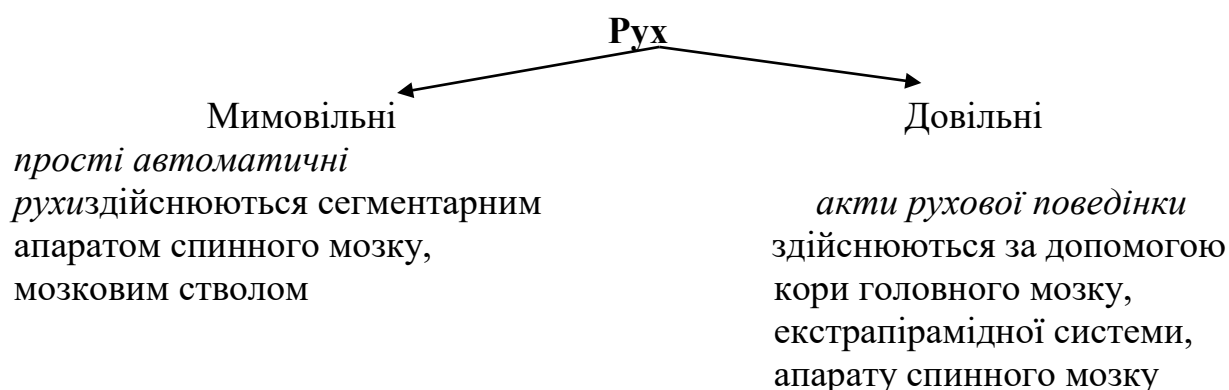 Рух
Мимовільні
прості автоматичні
рухиздійснюються сегментарним
апаратом спинного мозку,
мозковим стволом
Довільні
акти рухової поведінки
здійснюються за допомогою
кори головного мозку,
екстрапірамідної системи,
апарату спинного мозку